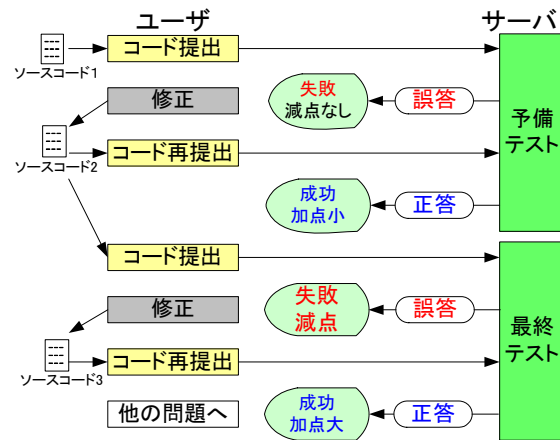 ユーザ
サーバ
コード提出
ソースコード1
失敗
減点なし
誤答
修正
予備
テスト
ソースコード2
コード再提出
成功
加点小
正答
コード提出
失敗
減点
誤答
修正
最終
テスト
ソースコード3
コード再提出
他の問題へ
成功
加点大
正答